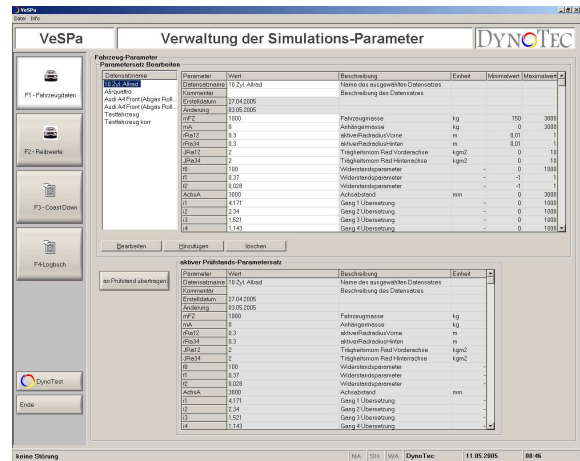 VeSPa
Datei Info
VeSPa
Verwaltung der Simulations-Parameter
DYNOTEC
F1 - Fahrzeugdaten
F2 - Reibwerte
F3 - CoastDown
F4-Logbuch
DynoTest
Ende
Fahrzeug-Parameter
Parametersatz Bearbeiten
Datensatzname
10 Zyl. Allrad
A6-quattro
Audi A4 Front (Abgas Roll...
Audi A4 Front (Abgas Roll...
Testfahrzeug
Testfahrzeug korr
Parameter Wert Beschreibung Einheit Minimalwert Maximalwert
Datensatzname 10 Zyl. Allrad Name des ausgewählten Datensatzes
Kommentar Beschreibung des Datensatzes
Erstelldatum 27.04.2005
Änderung 03.05.2005
mFZ 1000 Fahrzeugmasse kg 150 3000
mA 0 Anhängermasse kg 0 3000
rRa12 0,3 aktiverRadradiusVorne m 0,01 1
rRa34 0,3 aktiverRadradiusHinten m 0,01 1
JRa12 2 Trägheitsmom Rad Vorderachse kgm2 0 10
JRa34 2 Trägheitsmom Rad Hinterrachse kgm2 0 10
f0 100 Widerstandsparameter - 0 1000
f1 0,37 Widerstandsparameter - -1 1
f2 0,028 Widerstandsparameter - -1 1
AchsA 3000 Achsabstand mm 0 3000
i1 4,171 Gang 1 Übersetzung - 0 1000
i2 2,34 Gang 2 Übersetzung - 0 1000
i3 1,521 Gang 3 Übersetzung - 0 1000
i4 1,143 Gang 4 Übersetzung - 0 1000
Bearbeiten Hinzufügen löschen
aktiver Prüfstands-Parametersatz
an Prüfstand übertragen
Parameter Wert Beschreibung Einheit
Datensatzname 10 Zyl. Allrad Name des ausgewählten Datensatzes
Kommentar Beschreibung des Datensatzes
Erstelldatum 27.04.2005
Änderung 03.05.2005
mFZ 1000 Fahrzeugmasse kg
mA 0 Anhängermasse kg
rRa12 0,3 aktiverRadradiusVorne m
rRa34 0,3 aktiverRadradiusHinten m
JRa12 2 Trägheitsmom Rad Vorderachse kgm2
JRa34 2 Trägheitsmom Rad Hinterrachse kgm2
f0 100 Widerstandsparameter -
f1 0,37 Widerstandsparameter -
f2 0,028 Widerstandsparameter -
AchsA 3000 Achsabstand mm
i1 4,171 Gang 1 Übersetzung -
i2 2,34 Gang 2 Übersetzung -
i3 1,521 Gang 3 Übersetzung -
i4 1,143 Gang 4 Übersetzung -
keine Störung NA SH WA DynoTec 11.05.2005 08:46